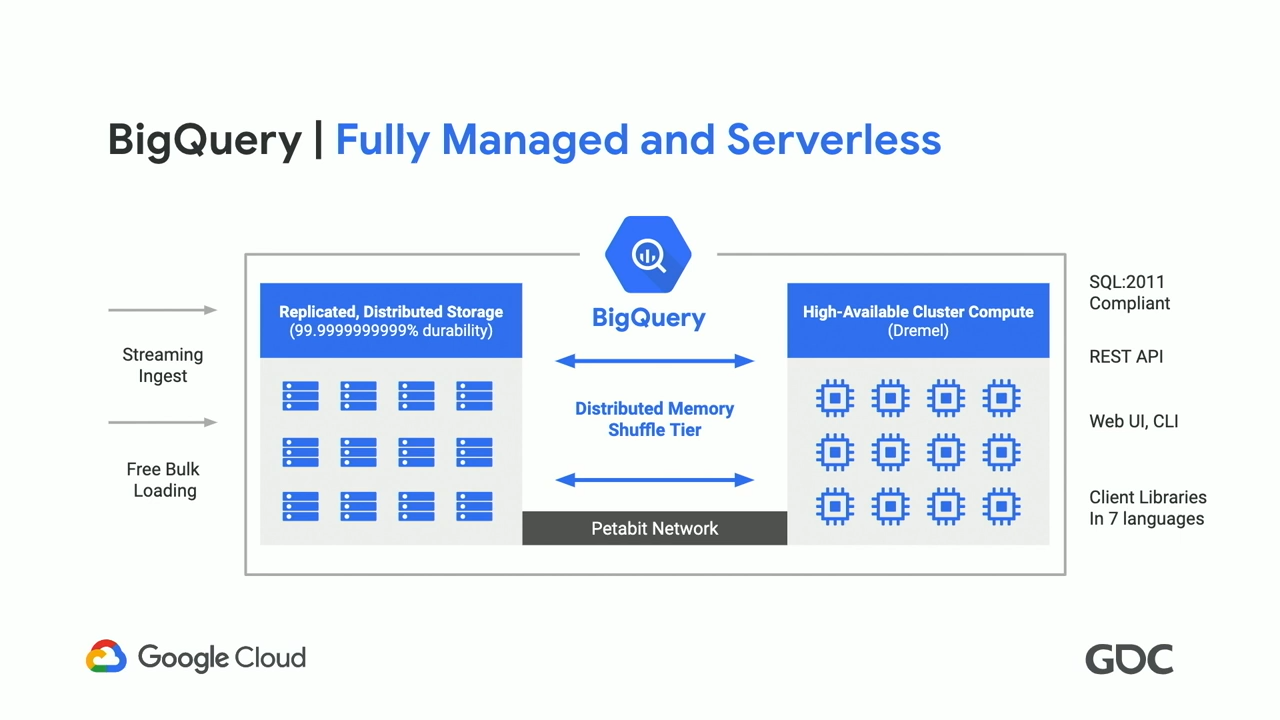 BigQuery | Fully Managed and Serverless
Streaming
Ingest
Free Bulk
Loading
Replicated, Distributed Storage
(99.9999999999% durability)
BigQuery
Distributed Memory
Shuffle Tier
Petabit Network
High-Available Cluster Compute
(Dremel)
SQL:2011
Compliant
REST API
Web UI, CLI
Client Libraries
In 7 languages
Google Cloud
GDC